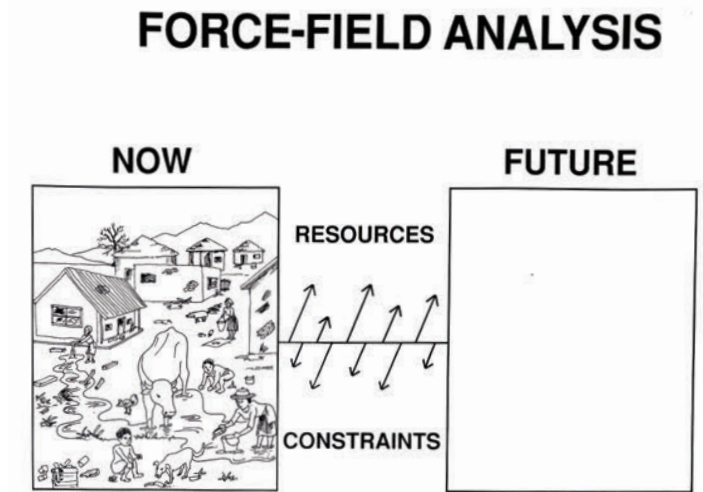 FORCE-FIELD ANALYSIS
NOW
FUTURE
RESOURCES
CONSTRAINTS